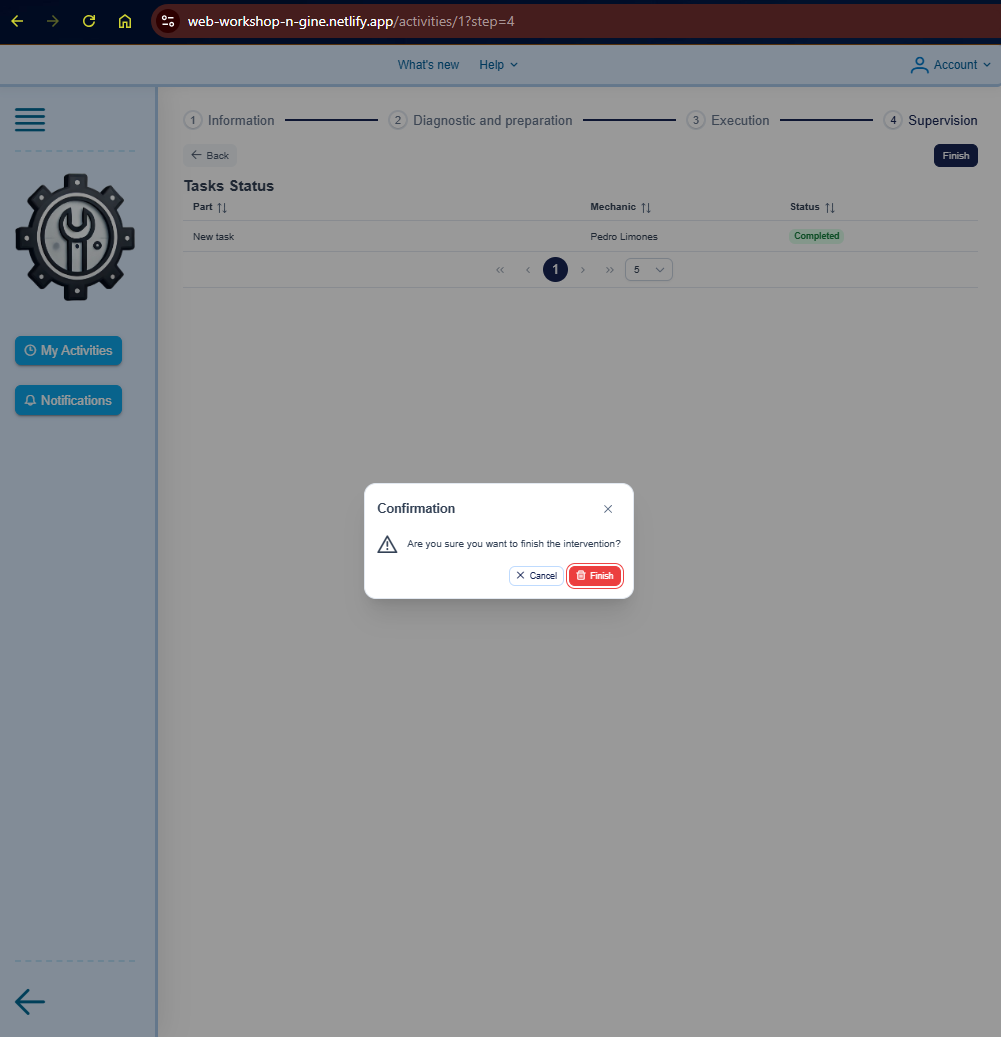 web-workshop-n-gine.netlify.app/activities/1?step=4
What's new Help Account
1 Information 2 Diagnostic and preparation 3 Execution 4 Supervision
Back Finish
Tasks Status
Part Mechanic Status
New task Pedro Limones Completed
« ‹ 1 › » 5
My Activities
Notifications
Confirmation
Are you sure you want to finish the intervention?
Cancel Finish